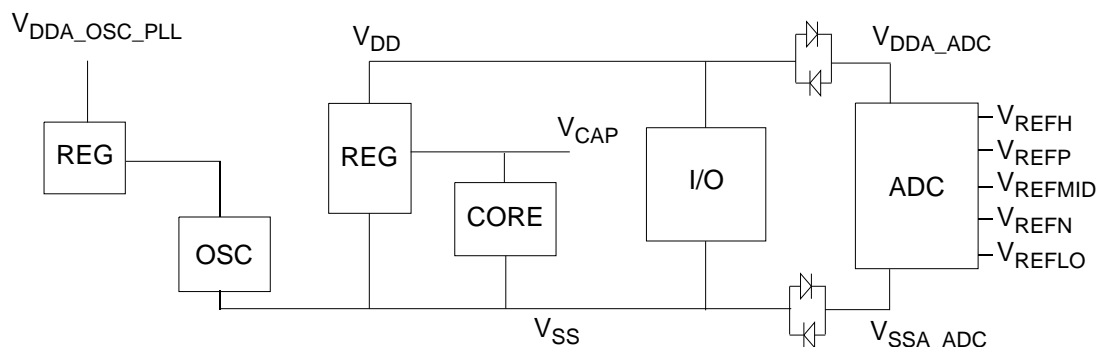 VDDA_OSC_PLL
VDD
VDDA_ADC
REG
REG
VCAP
CORE
I/O
ADC
VREFH
VREFP
VREFMID
VREFN
VREFLO
OSC
VSS
VSSA_ADC